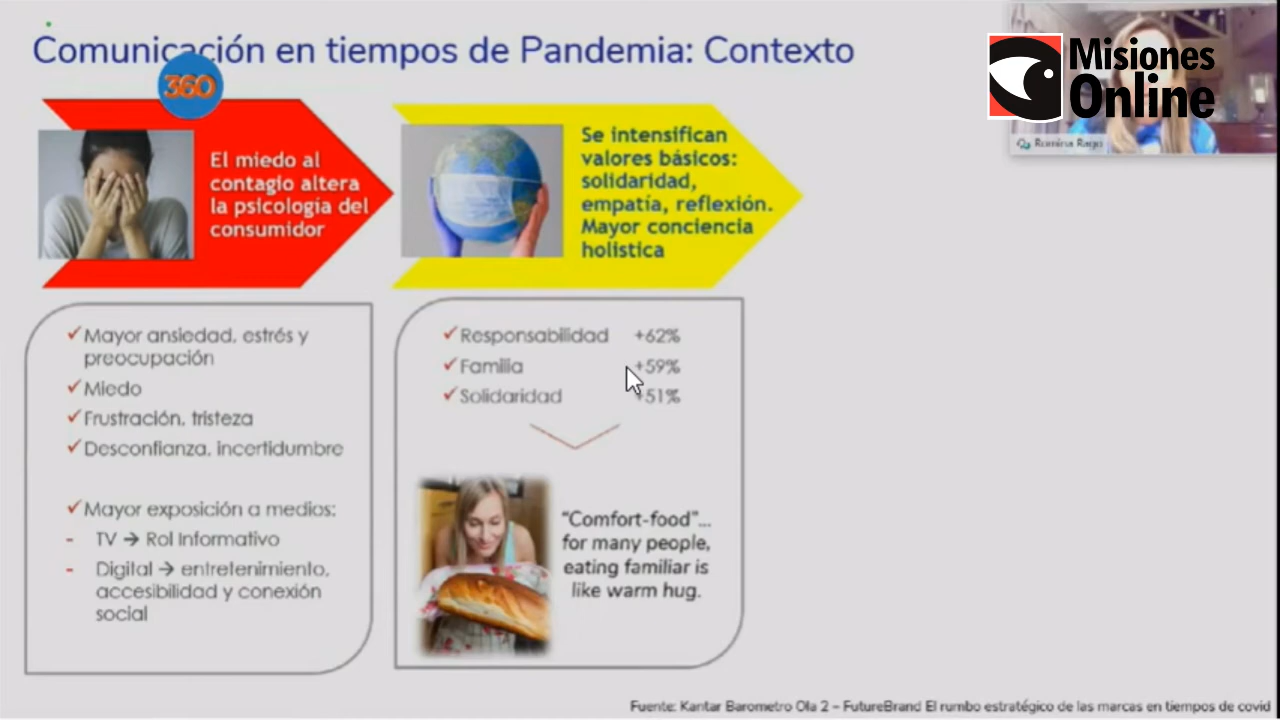 Comunicación en tiempos de Pandemia: Contexto
360
Misiones
Online
Romina Rago
El miedo al
contagio altera
la psicología del
consumidor
Se intensifican
valores básicos:
solidaridad,
empatía, reflexión.
Mayor conciencia
holistica
Mayor ansiedad, estrés y
preocupación
Miedo
Frustración, tristeza
Desconfianza, incertidumbre
Mayor exposición a medios:
- TV → Rol Informativo
- Digital → entretenimiento,
accesibilidad y conexión
social
Responsabilidad +62%
Familia +59%
Solidaridad +51%
“Comfort-food”...
for many people,
eating familiar is
like warm hug.
Fuente: Kantar Barometro Ola 2 – FutureBrand El rumbo estratégico de las marcas en tiempos de covid